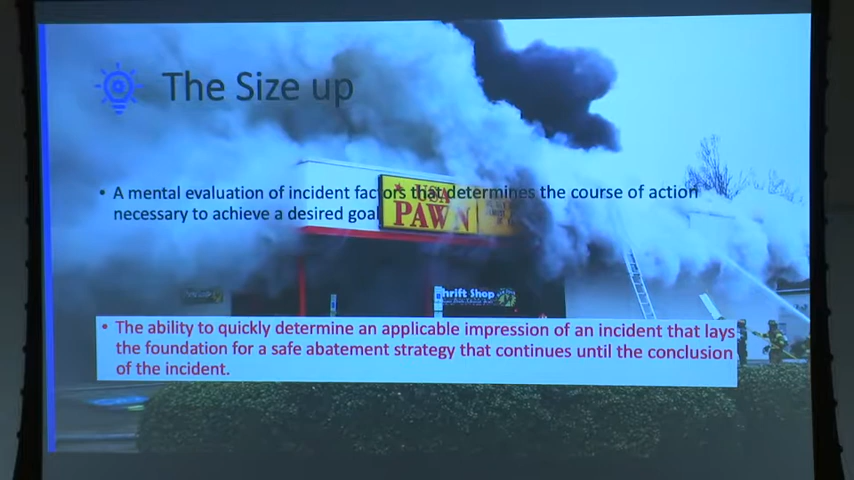 The Size up
• A mental evaluation of incident factors that determines the course of action
necessary to achieve a desired goal
USA
PAWN
Thrift Shop
• The ability to quickly determine an applicable impression of an incident that lays
the foundation for a safe abatement strategy that continues until the conclusion
of the incident.